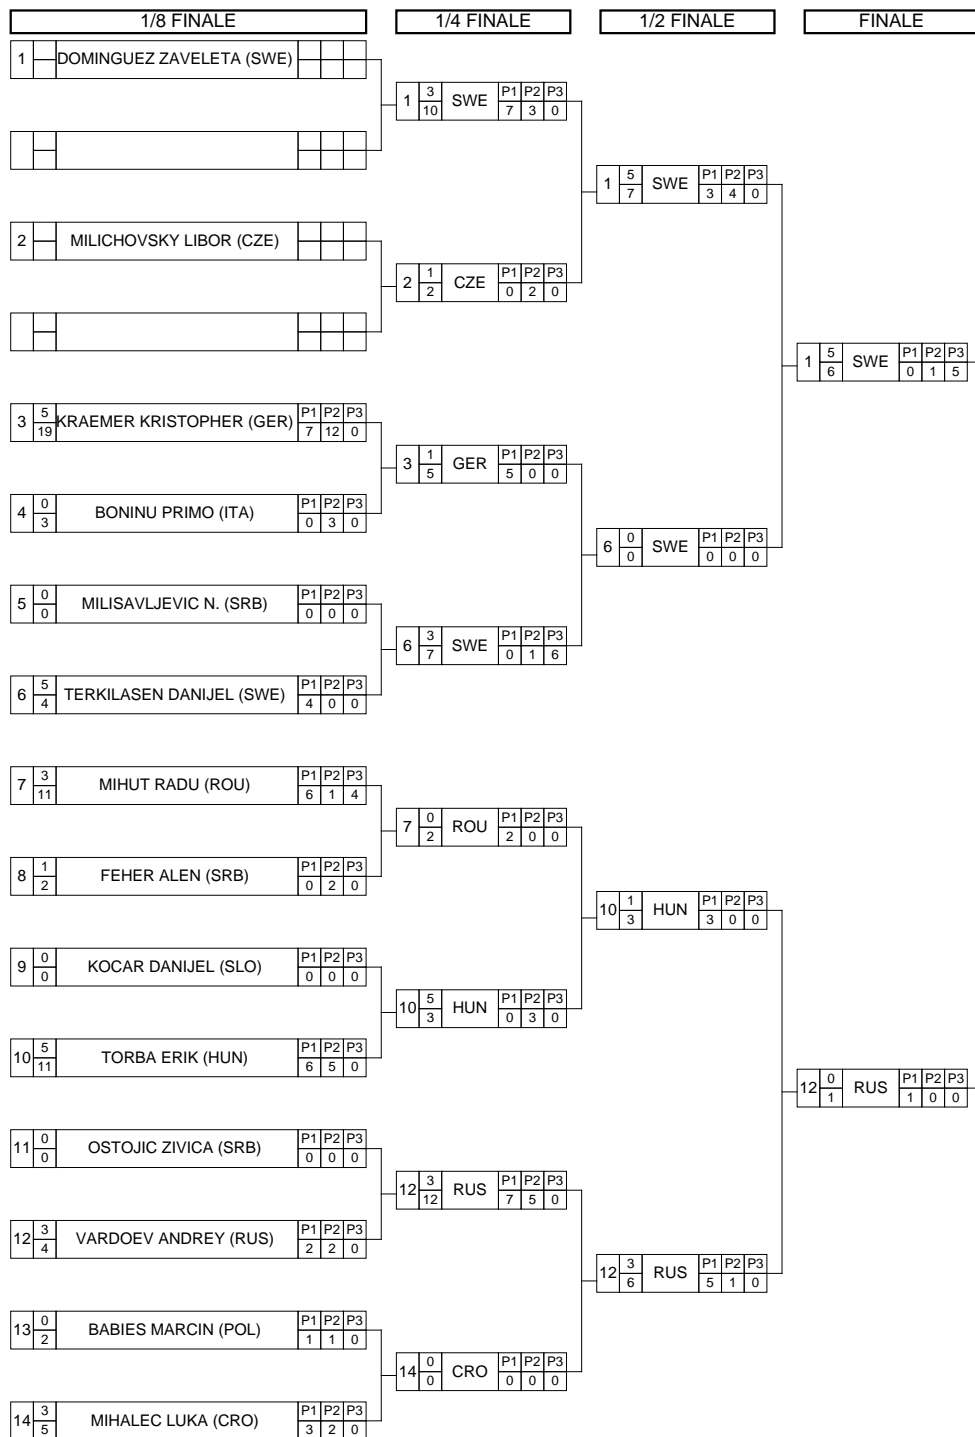 1/8 FINALE 1/4 FINALE 1/2 FINALE FINALE
1 DOMINGUEZ ZAVELETA (SWE)
1 3 10 SWE P1 P2 P3 7 3 0
1 5 7 SWE P1 P2 P3 3 4 0
2 MILICHOVSKY LIBOR (CZE)
2 1 2 CZE P1 P2 P3 0 2 0
1 5 6 SWE P1 P2 P3 0 1 5
3 5 19 KRAEMER KRISTOPHER (GER) P1 P2 P3 7 12 0
3 1 5 GER P1 P2 P3 5 0 0
4 0 3 BONINU PRIMO (ITA) P1 P2 P3 0 3 0
6 0 0 SWE P1 P2 P3 0 0 0
5 0 0 MILISAVLJEVIC N. (SRB) P1 P2 P3 0 0 0
6 3 7 SWE P1 P2 P3 0 1 6
6 5 4 TERKILASEN DANIJEL (SWE) P1 P2 P3 4 0 0
7 3 11 MIHUT RADU (ROU) P1 P2 P3 6 1 4
7 0 2 ROU P1 P2 P3 2 0 0
8 1 2 FEHER ALEN (SRB) P1 P2 P3 0 2 0
10 1 3 HUN P1 P2 P3 3 0 0
9 0 0 KOCAR DANIJEL (SLO) P1 P2 P3 0 0 0
10 5 3 HUN P1 P2 P3 0 3 0
10 5 11 TORBA ERIK (HUN) P1 P2 P3 6 5 0
12 0 1 RUS P1 P2 P3 1 0 0
11 0 0 OSTOJIC ZIVICA (SRB) P1 P2 P3 0 0 0
12 3 12 RUS P1 P2 P3 7 5 0
12 3 4 VARDOEV ANDREY (RUS) P1 P2 P3 2 2 0
12 3 6 RUS P1 P2 P3 5 1 0
13 0 2 BABIES MARCIN (POL) P1 P2 P3 1 1 0
14 0 0 CRO P1 P2 P3 0 0 0
14 3 5 MIHALEC LUKA (CRO) P1 P2 P3 3 2 0